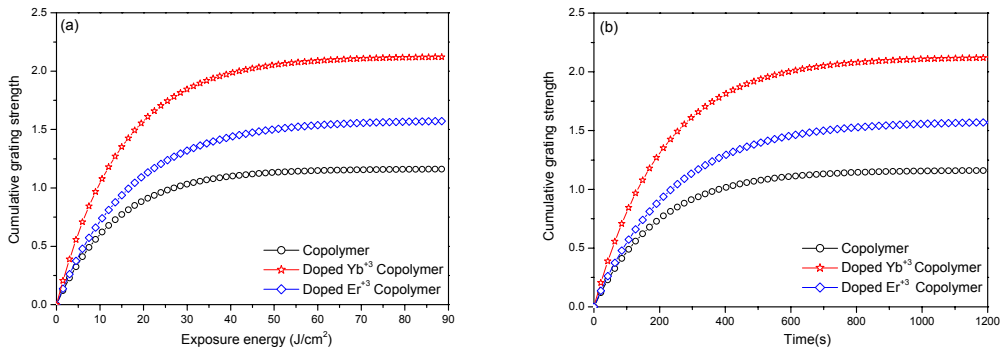 (a)
2.5
2.0
1.5
1.0
0.5
0.0
Cumulative grating strength
0 10 20 30 40 50 60 70 80 90
Exposure energy (J/cm²)
Copolymer
Doped Yb⁺³ Copolymer
Doped Er⁺³ Copolymer
(b)
2.5
2.0
1.5
1.0
0.5
0.0
Cumulative grating strength
0 200 400 600 800 1000 1200
Time(s)
Copolymer
Doped Yb⁺³ Copolymer
Doped Er⁺³ Copolymer